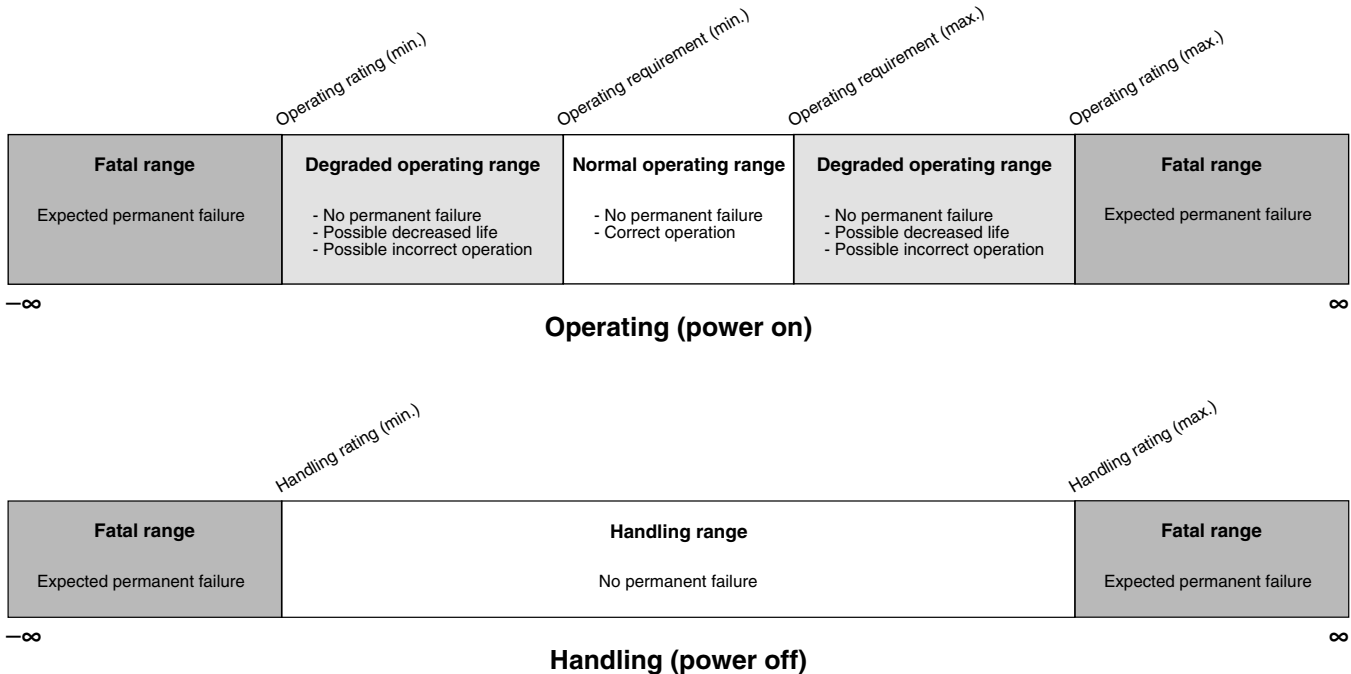 Operating rating (min.)
Operating requirement (min.)
Operating requirement (max.)
Operating rating (max.)
Fatal range
Expected permanent failure
Degraded operating range
- No permanent failure
- Possible decreased life
- Possible incorrect operation
Normal operating range
- No permanent failure
- Correct operation
Degraded operating range
- No permanent failure
- Possible decreased life
- Possible incorrect operation
Fatal range
Expected permanent failure
–∞
∞
Operating (power on)
Handling rating (min.)
Handling rating (max.)
Fatal range
Expected permanent failure
Handling range
No permanent failure
Fatal range
Expected permanent failure
–∞
∞
Handling (power off)